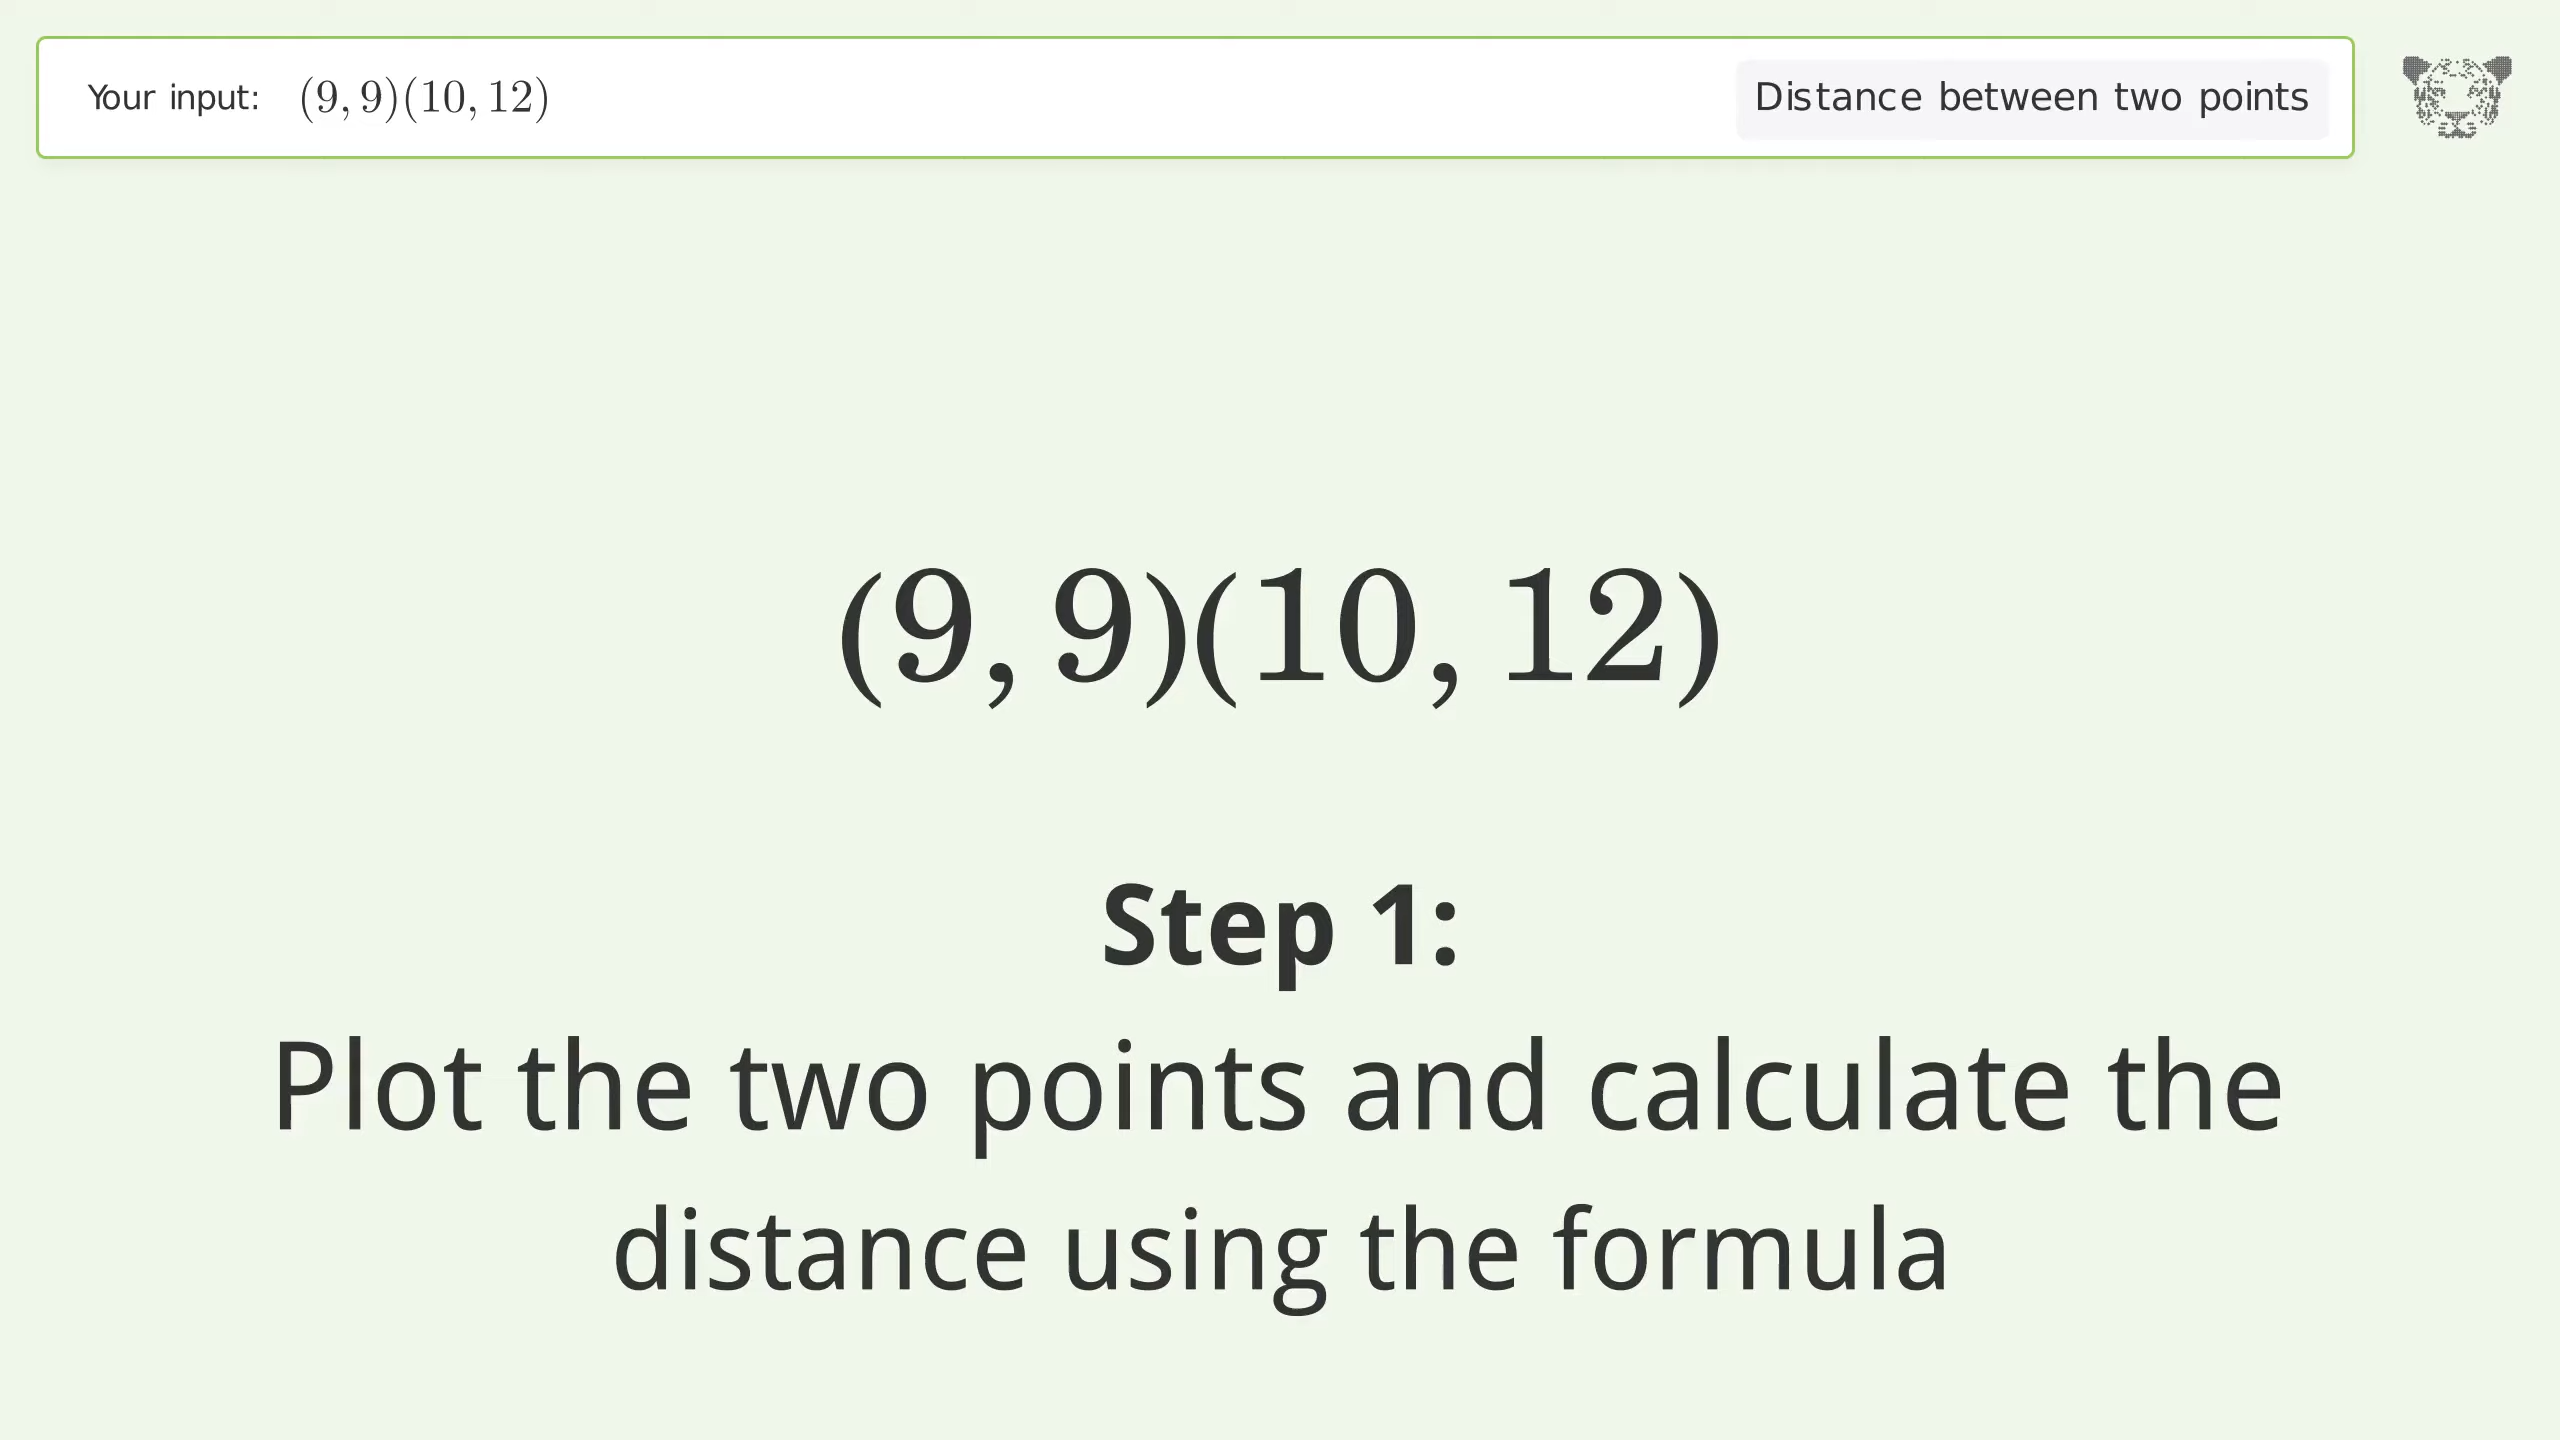 Your input: (9, 9)(10, 12) Distance between two points
(9, 9)(10, 12)
Step 1:
Plot the two points and calculate the
distance using the formula